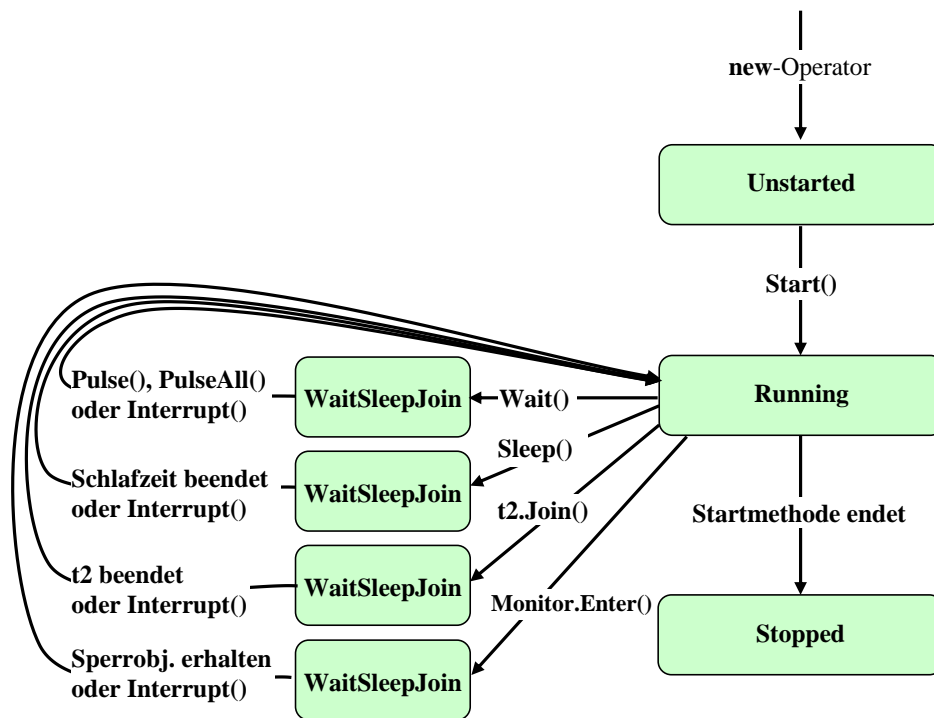 new-Operator
Unstarted
Start()
Pulse(), PulseAll()
oder Interrupt()
WaitSleepJoin
Wait()
Running
Sleep()
Schlafzeit beendet
oder Interrupt()
WaitSleepJoin
t2.Join()
Startmethode endet
t2 beendet
oder Interrupt()
WaitSleepJoin
Monitor.Enter()
Stopped
Sperrobj. erhalten
oder Interrupt()
WaitSleepJoin